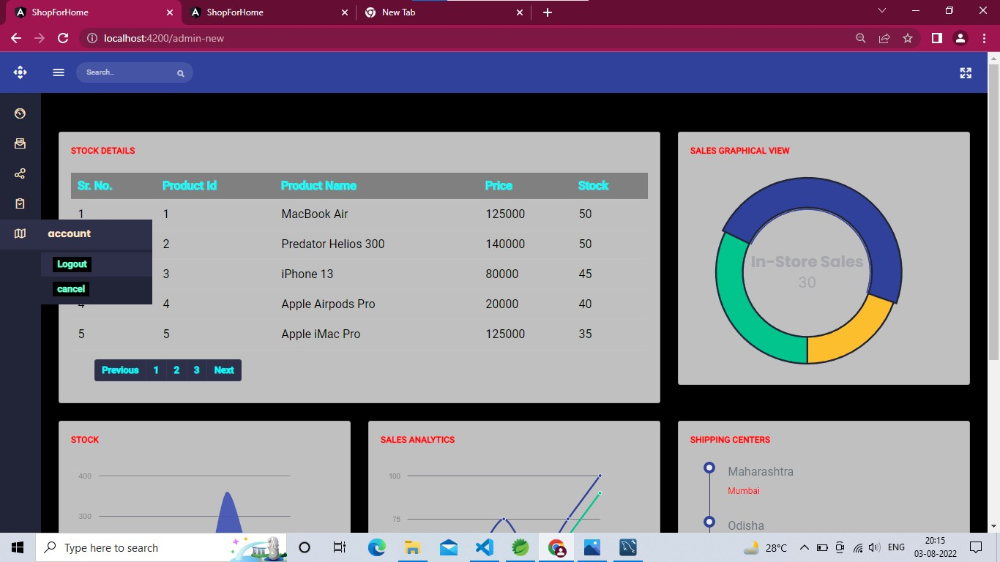 ShopForHome
ShopForHome
New Tab
localhost:4200/admin-new
Search..
STOCK DETAILS
Sr. No. Product Id Product Name Price Stock
1 1 MacBook Air 125000 50
2 Predator Helios 300 140000 50
3 iPhone 13 80000 45
4 4 Apple Airpods Pro 20000 40
5 5 Apple iMac Pro 125000 35
Previous 1 2 3 Next
account
Logout
cancel
SALES GRAPHICAL VIEW
In-Store Sales
30
STOCK
400
300
SALES ANALYTICS
100
75
SHIPPING CENTERS
Maharashtra
Mumbai
Odisha
Type here to search
28°C
ENG
20:15
03-08-2022